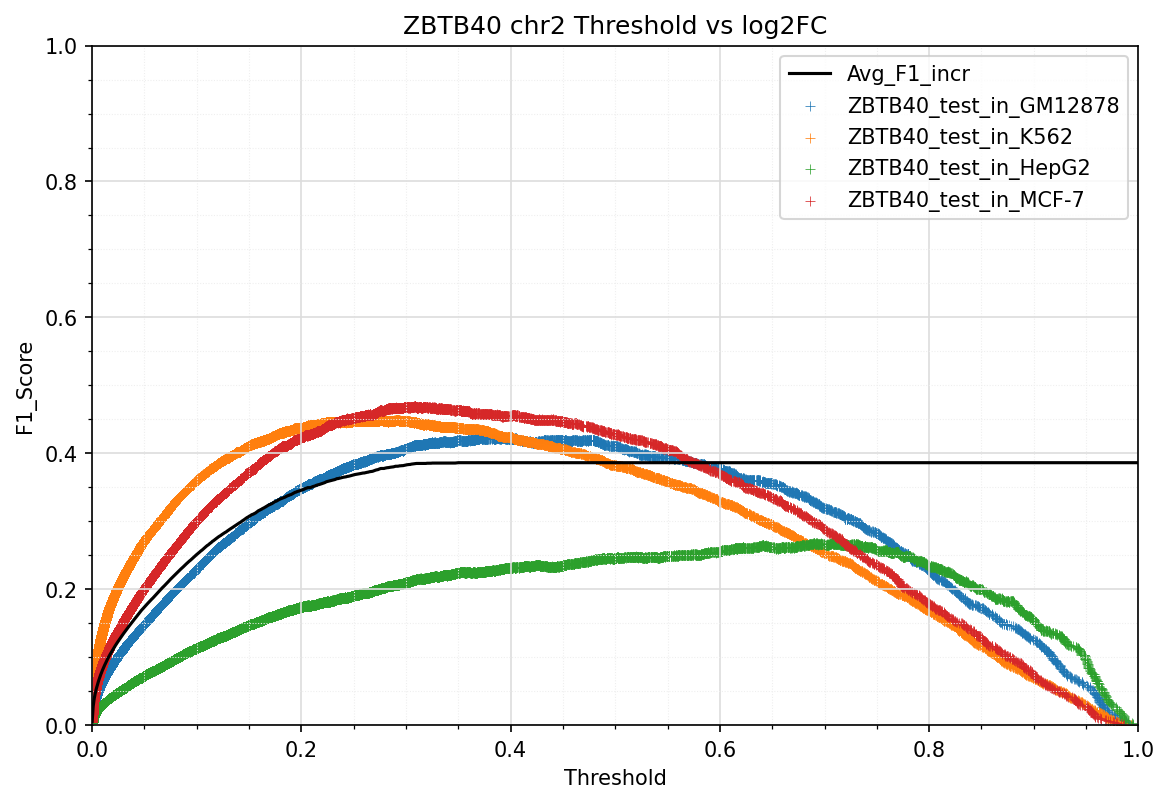 ZBTB40 chr2 Threshold vs log2FC
1.0
0.8
0.6
0.4
0.2
0.0
F1_Score
Avg_F1_incr
ZBTB40_test_in_GM12878
ZBTB40_test_in_K562
ZBTB40_test_in_HepG2
ZBTB40_test_in_MCF-7
0.0 0.2 0.4 0.6 0.8 1.0
Threshold